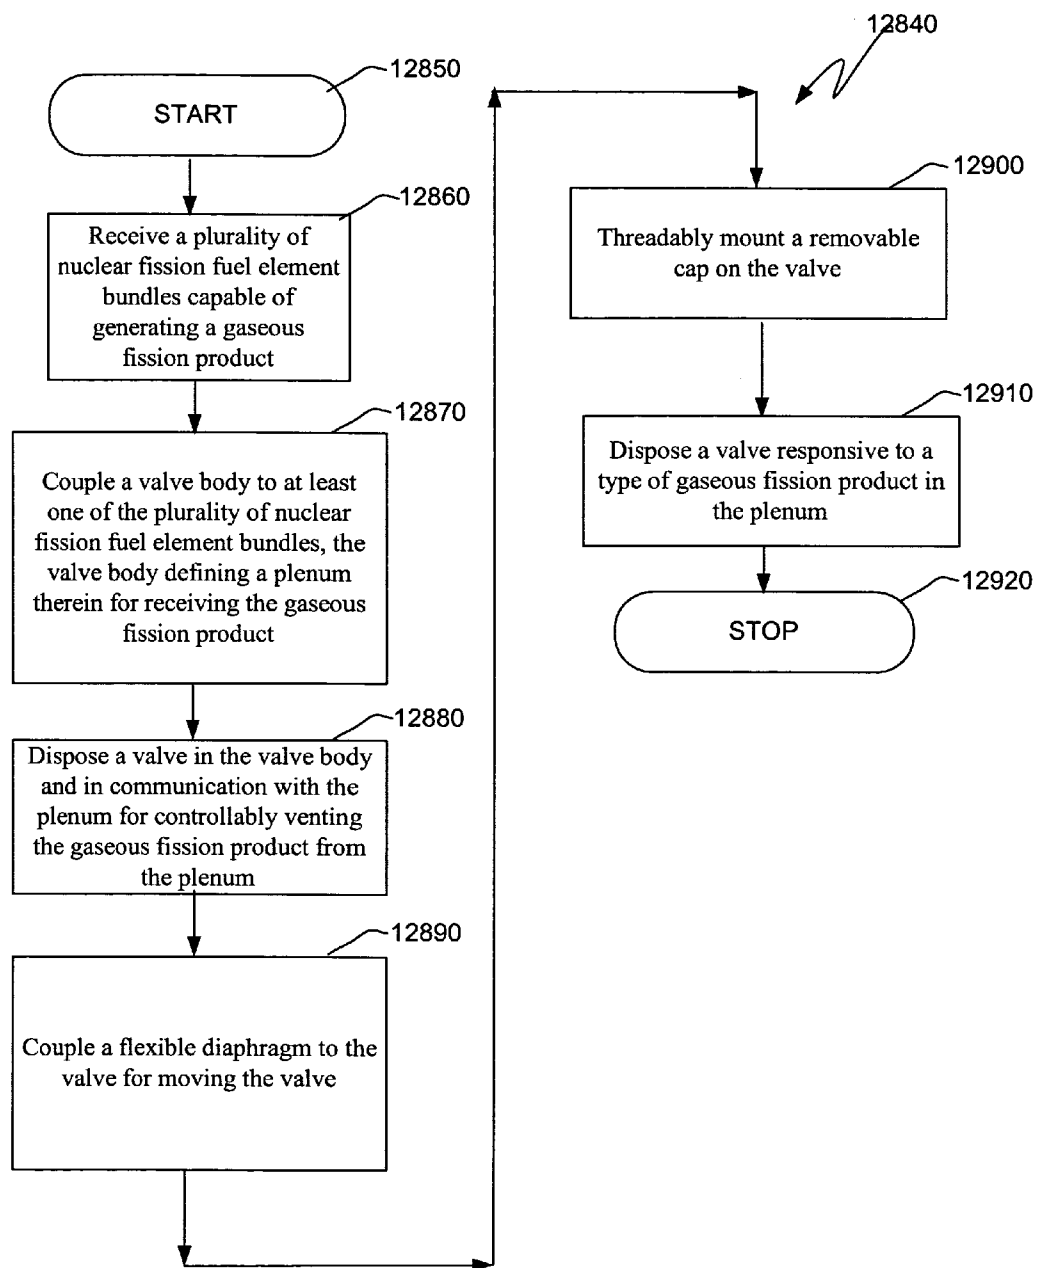 12850
START
12860
Receive a plurality of
nuclear fission fuel element
bundles capable of
generating a gaseous
fission product
12870
Couple a valve body to at least
one of the plurality of nuclear
fission fuel element bundles, the
valve body defining a plenum
therein for receiving the gaseous
fission product
12880
Dispose a valve in the valve body
and in communication with the
plenum for controllably venting
the gaseous fission product from
the plenum
12890
Couple a flexible diaphragm to the
valve for moving the valve
12840
12900
Threadably mount a removable
cap on the valve
12910
Dispose a valve responsive to a
type of gaseous fission product in
the plenum
12920
STOP